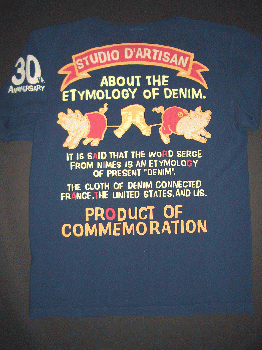 30th
ANNIVERSARY
STUDIO D'ARTISAN
ABOUT THE
ETYMOLOGY OF DENIM.
IT IS SAID THAT THE WORD SERGE
FROM NIMES IS AN ETYMOLOGY
OF PRESENT "DENIM".
THE CLOTH OF DENIM CONNECTED
FRANCE, THE UNITED STATES, AND US.
PRODUCT OF
COMMEMORATION